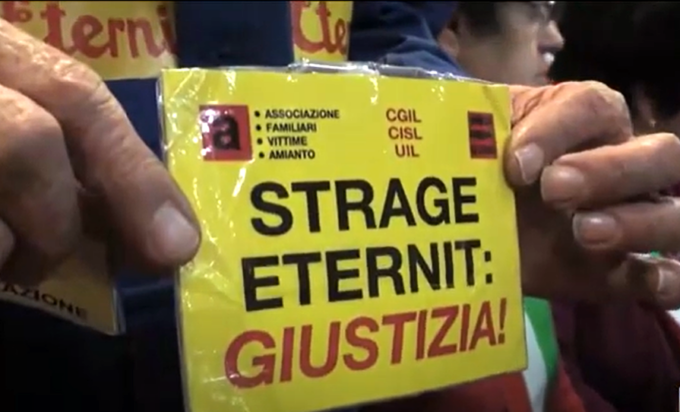 Eternit
Ete
a
• ASSOCIAZIONE
• FAMILIARI
• VITTIME
• AMIANTO
CGIL
CISL
UIL
STRAGE
ETERNIT:
GIUSTIZIA!
AZIONE